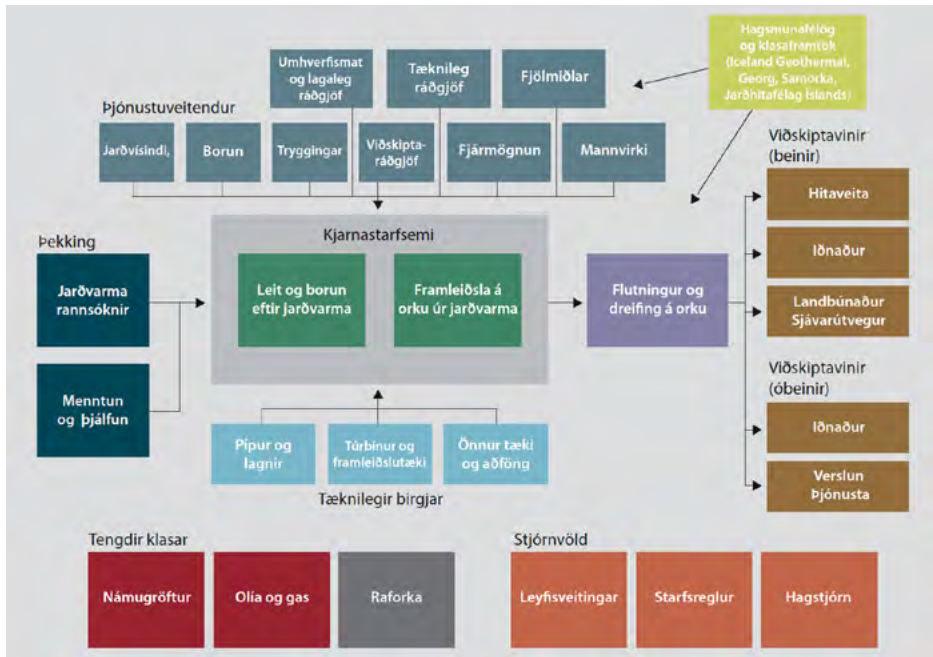 Hagsmunafélög
og klasaframtök
(Iceland Geothermal,
Georg, Samorka,
Jarðhitafélag Íslands)
Umhverfismat
og lagaleg
ráðgjöf
Tæknileg
ráðgjöf
Fjölmiðlar
Þjónustuveitendur
Jarðvísindi,
Borun
Tryggingar
Viðskipta-
ráðgjöf
Fjármögnun
Mannvirki
Viðskiptavinir
(beinir)
Hitaveita
Iðnaður
Landbúnaður
Sjávarútvegur
Þekking
Jarðvarma
rannsóknir
Menntun
og þjálfun
Kjarnastarfsemi
Leit og borun
eftir jarðvarma
Framleiðsla á
orku úr jarðvarma
Flutningur og
dreifing á orku
Viðskiptavinir
(óbeinir)
Iðnaður
Verslun
Þjónusta
Pípur og
lagnir
Túrbínur og
framleiðslutæki
Önnur tæki
og aðföng
Tæknilegir birgjar
Tengdir klasar
Námugröftur
Olía og gas
Raforka
Stjórnvöld
Leyfisveitingar
Starfsreglur
Hagstjórn